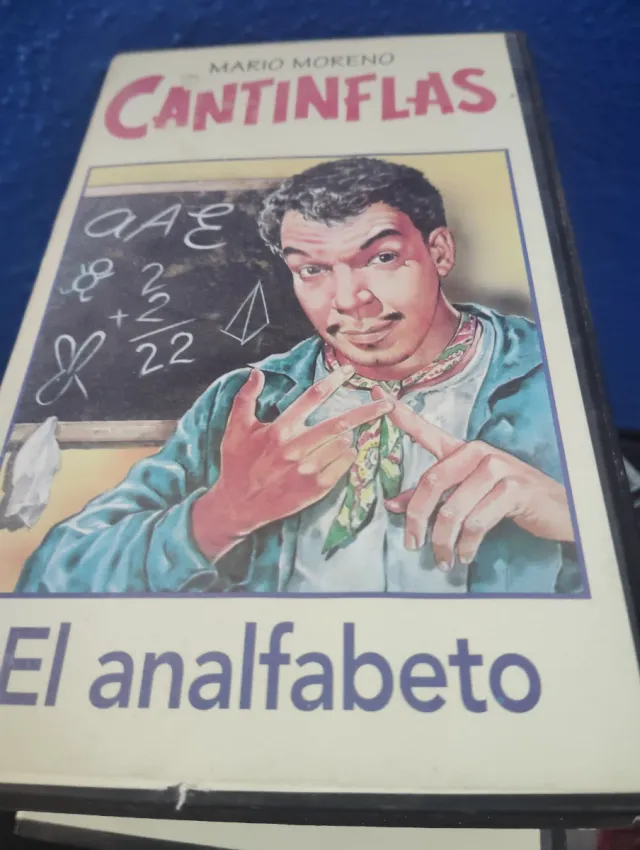 MARIO MORENO
CANTINFLAS
a A E
2
+2
22
El analfabeto